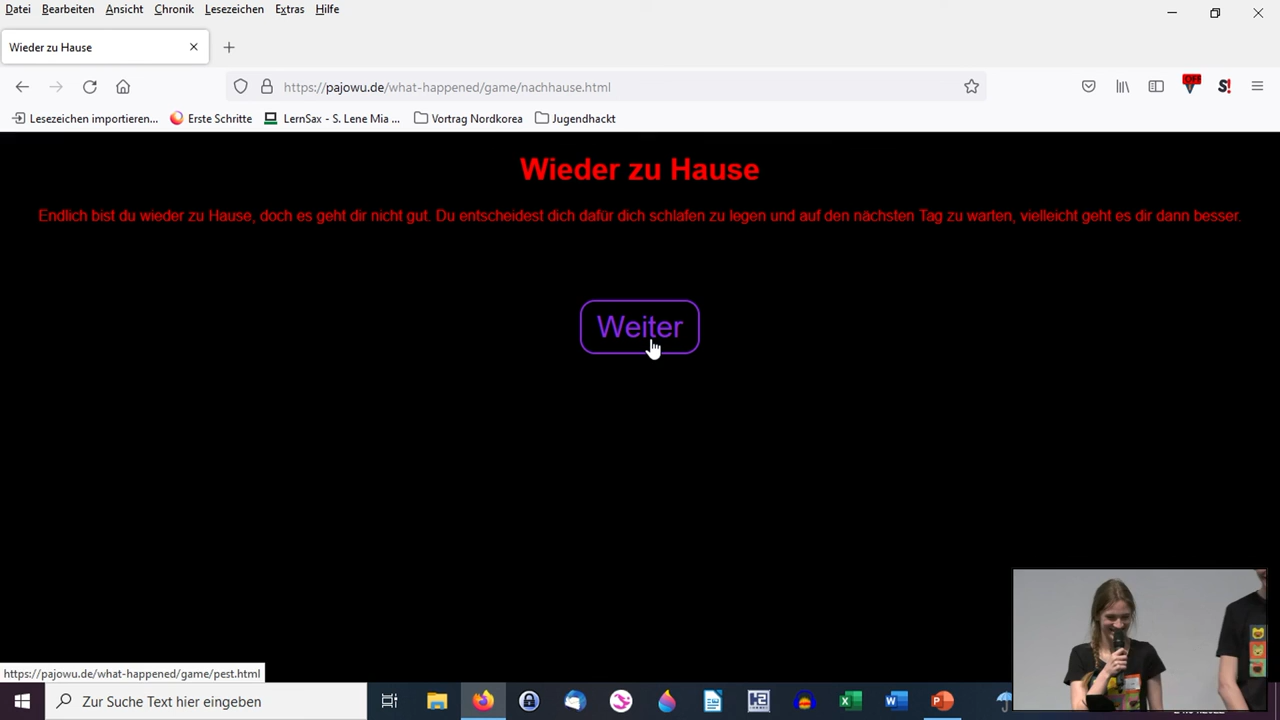 Datei Bearbeiten Ansicht Chronik Lesezeichen Extras Hilfe
Wieder zu Hause
https://pajowu.de/what-happened/game/nachhause.html
OFF
S!
Lesezeichen importieren... Erste Schritte LernSax - S. Lene Mia ... Vortrag Nordkorea Jugendhackt
Wieder zu Hause
Endlich bist du wieder zu Hause, doch es geht dir nicht gut. Du entscheidest dich dafür dich schlafen zu legen und auf den nächsten Tag zu warten, vielleicht geht es dir dann besser.
Weiter
https://pajowu.de/what-happened/game/pest.html
Zur Suche Text hier eingeben